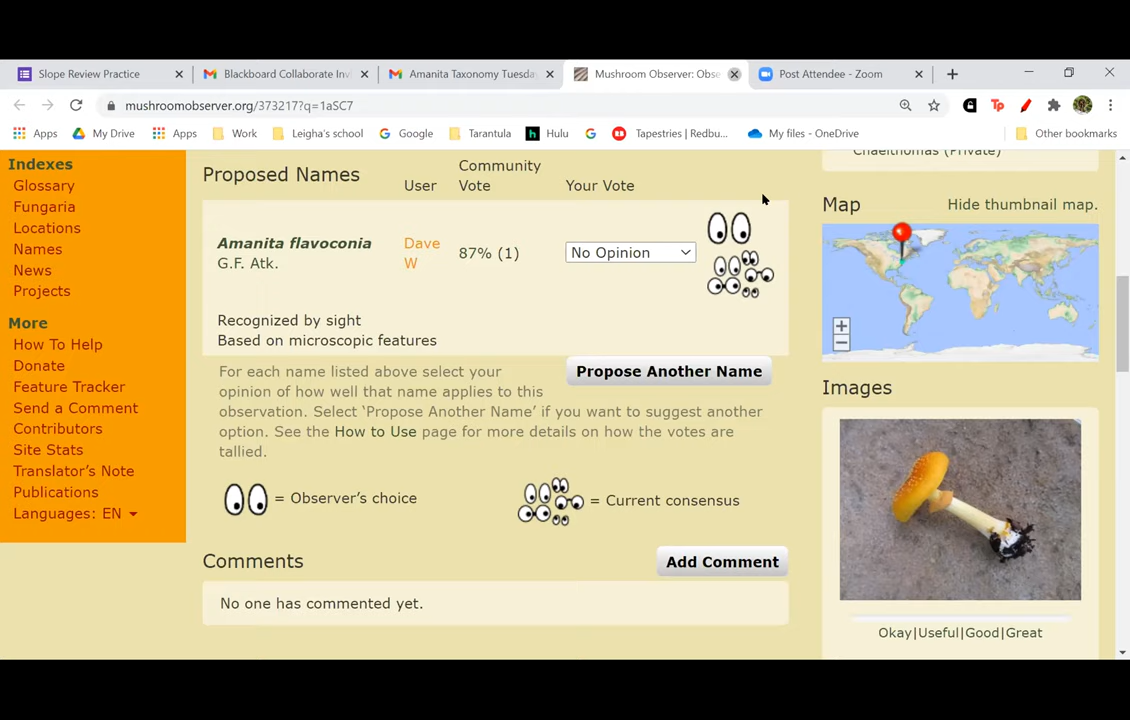 Slope Review Practice
Blackboard Collaborate Inv
Amanita Taxonomy Tuesda
Mushroom Observer: Obse
Post Attendee - Zoom
mushroomobserver.org/373217?q=1aSC7
Apps
My Drive
Apps
Work
Leigha's school
Google
Tarantula
Hulu
Tapestries | Redbu...
My files - OneDrive
Other bookmarks
Indexes
Glossary
Fungaria
Locations
Names
News
Projects
More
How To Help
Donate
Feature Tracker
Send a Comment
Contributors
Site Stats
Translator's Note
Publications
Languages: EN
Proposed Names
User
Community
Vote
Your Vote
Amanita flavoconia
G.F. Atk.
Dave
W
87% (1)
No Opinion
Recognized by sight
Based on microscopic features
For each name listed above select your
opinion of how well that name applies to this
observation. Select ‘Propose Another Name’ if you want to suggest another
option. See the How to Use page for more details on how the votes are
tallied.
Propose Another Name
= Observer's choice
= Current consensus
Comments
Add Comment
No one has commented yet.
Chaelthomas (Private)
Map
Hide thumbnail map.
Images
Okay|Useful|Good|Great